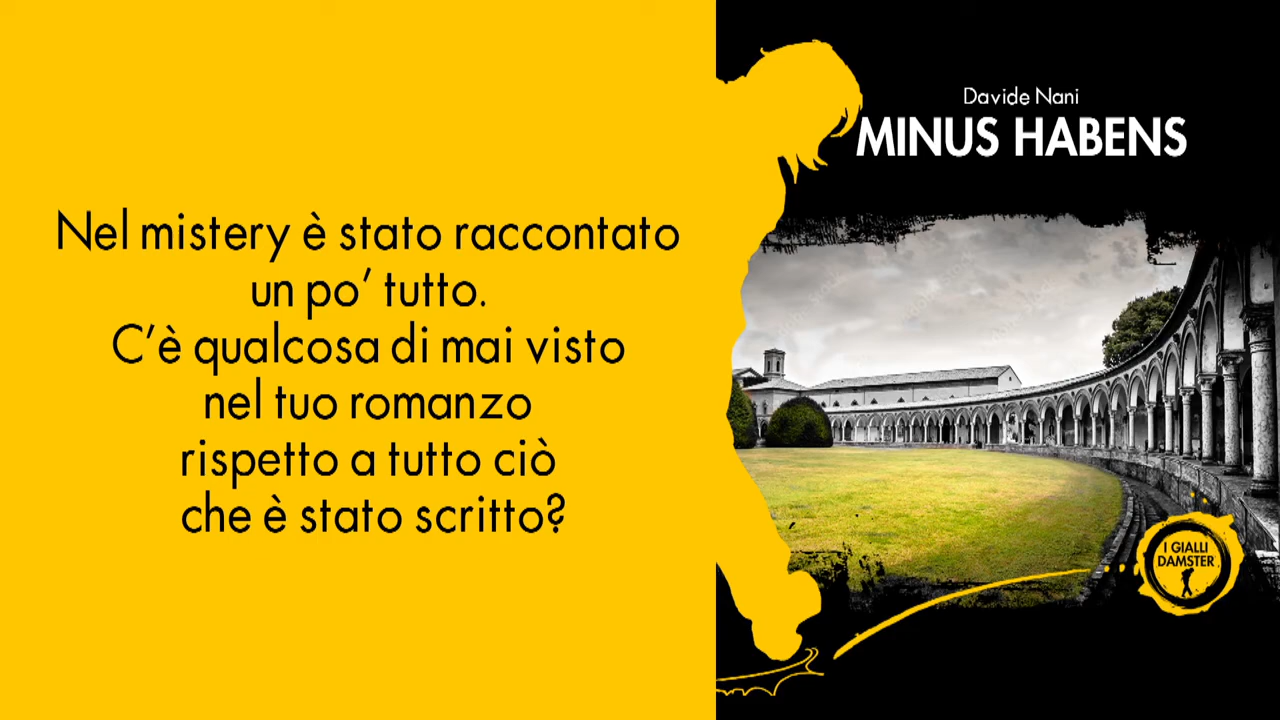 Nel mistery è stato raccontato
un po’ tutto.
C’è qualcosa di mai visto
nel tuo romanzo
rispetto a tutto ciò
che è stato scritto?
Davide Nani
MINUS HABENS
I GIALLI
DAMSTER